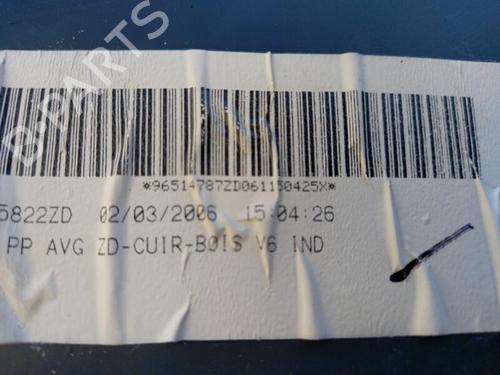 B-PARTS
*96514787ZD061150425X*
5822ZD 02/03/2006 15:04:26
PP AVG ZD-CUIR-BOIS V6 IND